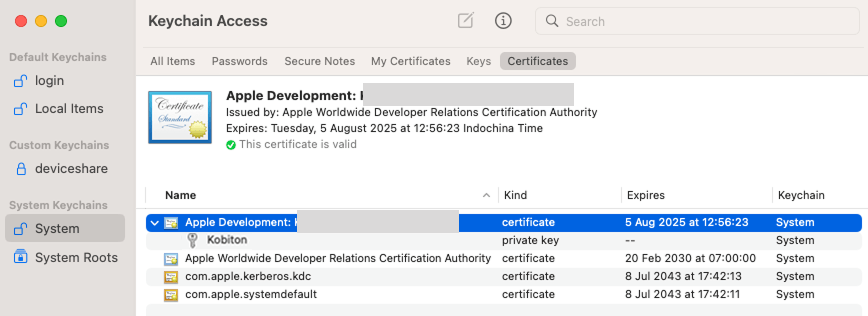 Keychain Access
Search
Default Keychains
login
Local Items
Custom Keychains
deviceshare
System Keychains
System
System Roots
All Items Passwords Secure Notes My Certificates Keys Certificates
Certificate
Standard
Apple Development:
Issued by: Apple Worldwide Developer Relations Certification Authority
Expires: Tuesday, 5 August 2025 at 12:56:23 Indochina Time
This certificate is valid
Name Kind Expires Keychain
Apple Development: certificate 5 Aug 2025 at 12:56:23 System
Kobiton private key -- System
Apple Worldwide Developer Relations Certification Authority certificate 20 Feb 2030 at 07:00:00 System
com.apple.kerberos.kdc certificate 8 Jul 2043 at 17:42:13 System
com.apple.systemdefault certificate 8 Jul 2043 at 17:42:11 System